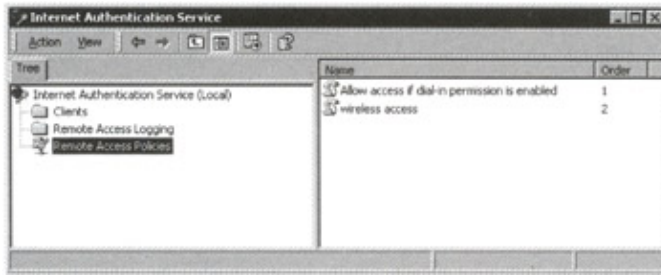 Internet Authentication Service
Action View
Tree
Internet Authentication Service (Local)
Clients
Remote Access Logging
Remote Access Policies
Name Order
Allow access if dial-in permission is enabled 1
wireless access 2